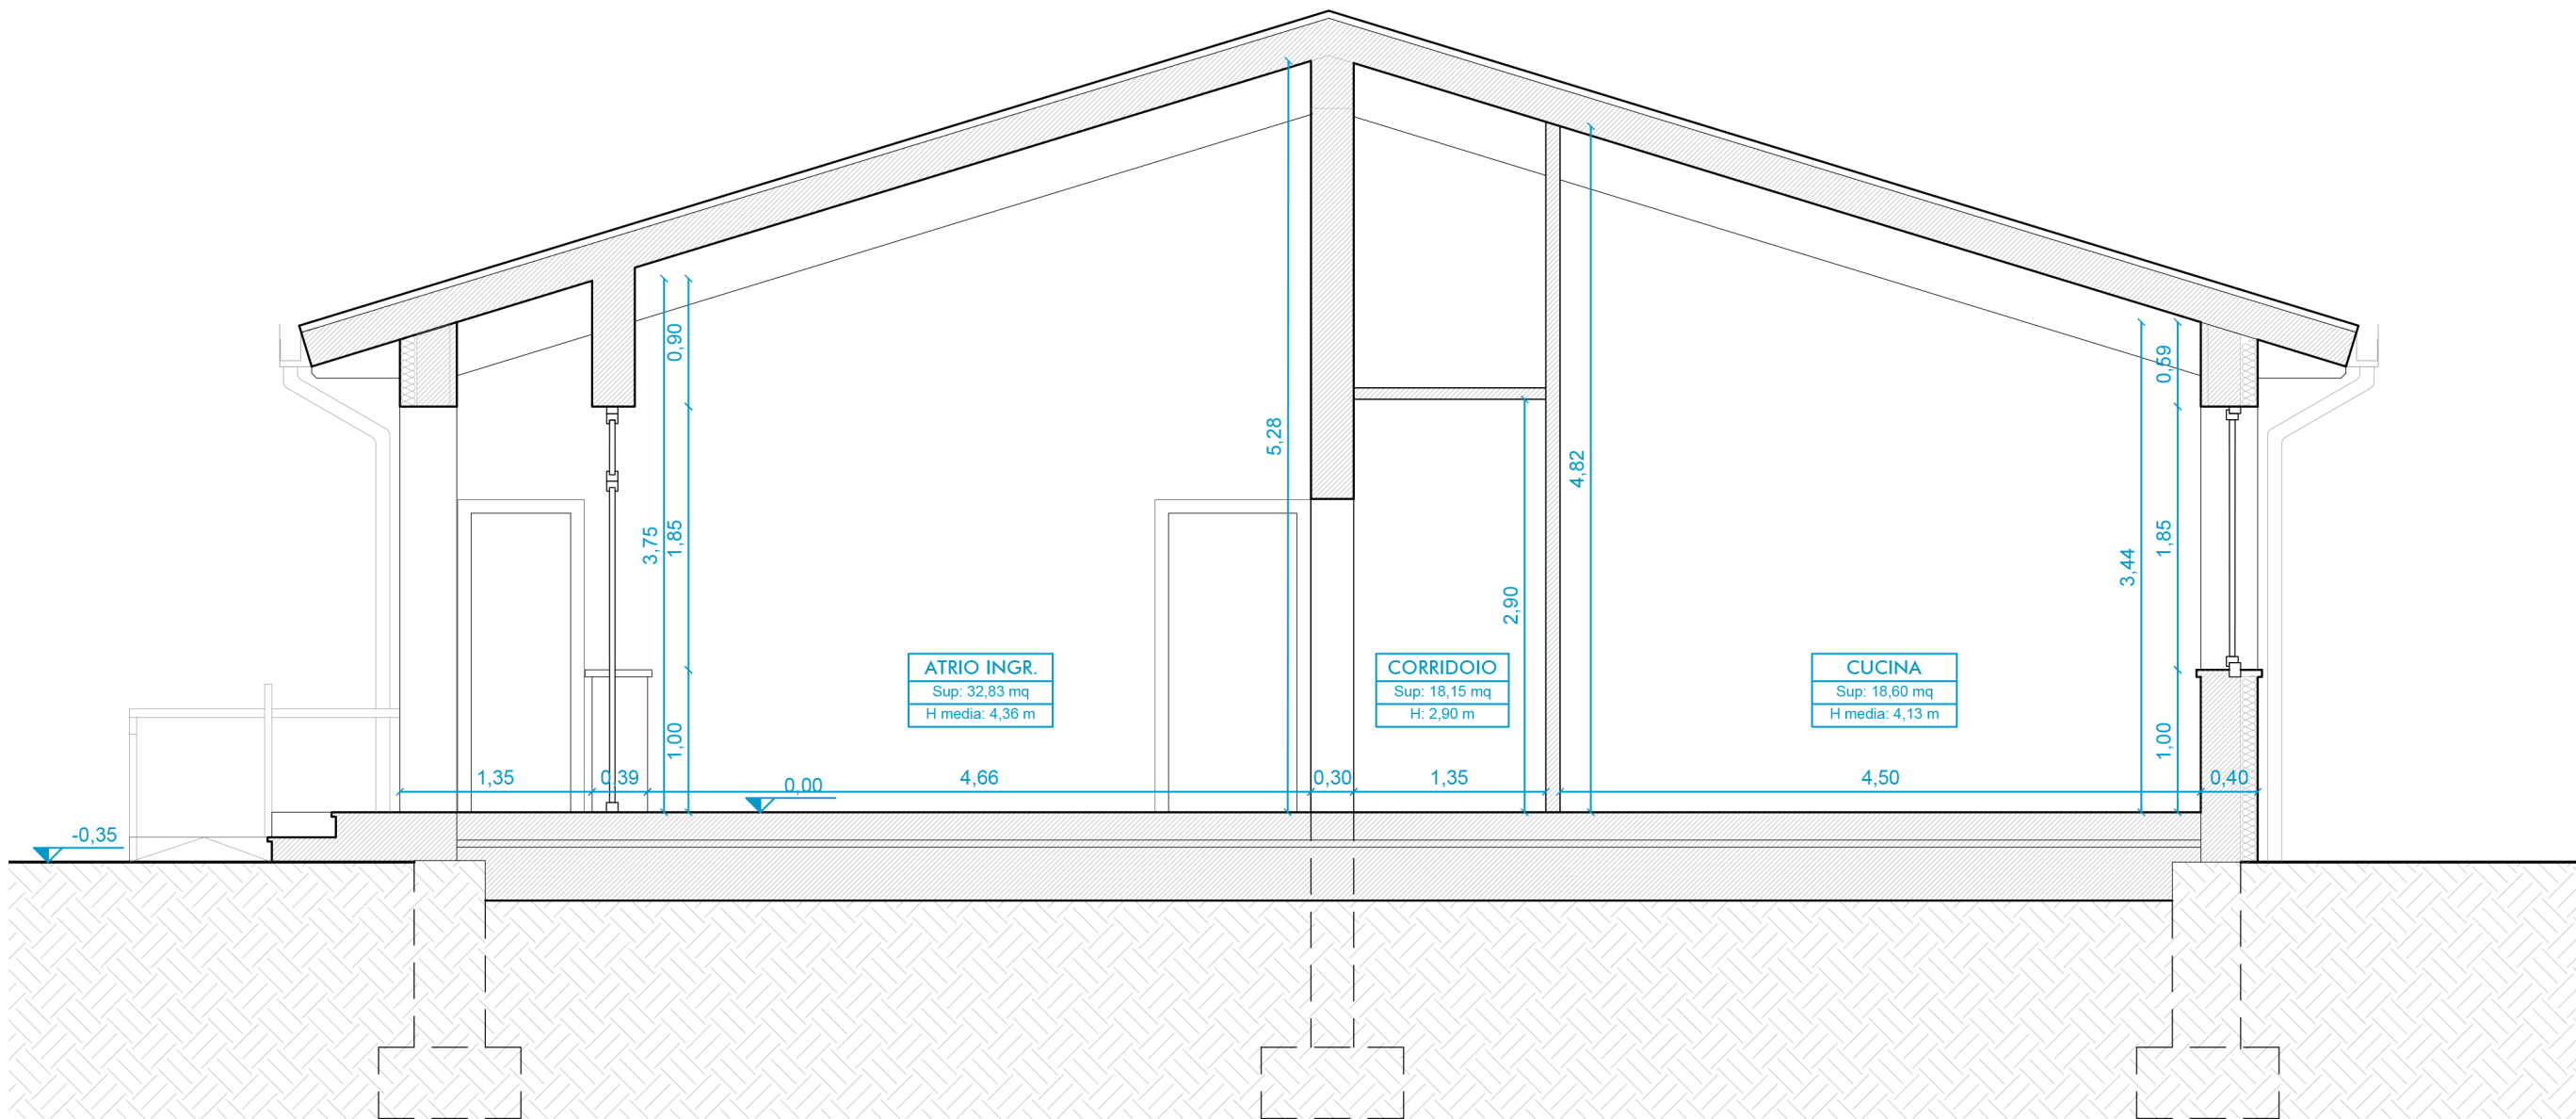 0,90
0,59
5,28
4,82
3,75
1,85
3,44
1,85
2,90
ATRIO INGR.
Sup: 32,83 mq
H media: 4,36 m
CORRIDOIO
Sup: 18,15 mq
H: 2,90 m
CUCINA
Sup: 18,60 mq
H media: 4,13 m
1,00
1,00
1,35
0,39
0,00
4,66
0,30
1,35
4,50
0,40
-0,35